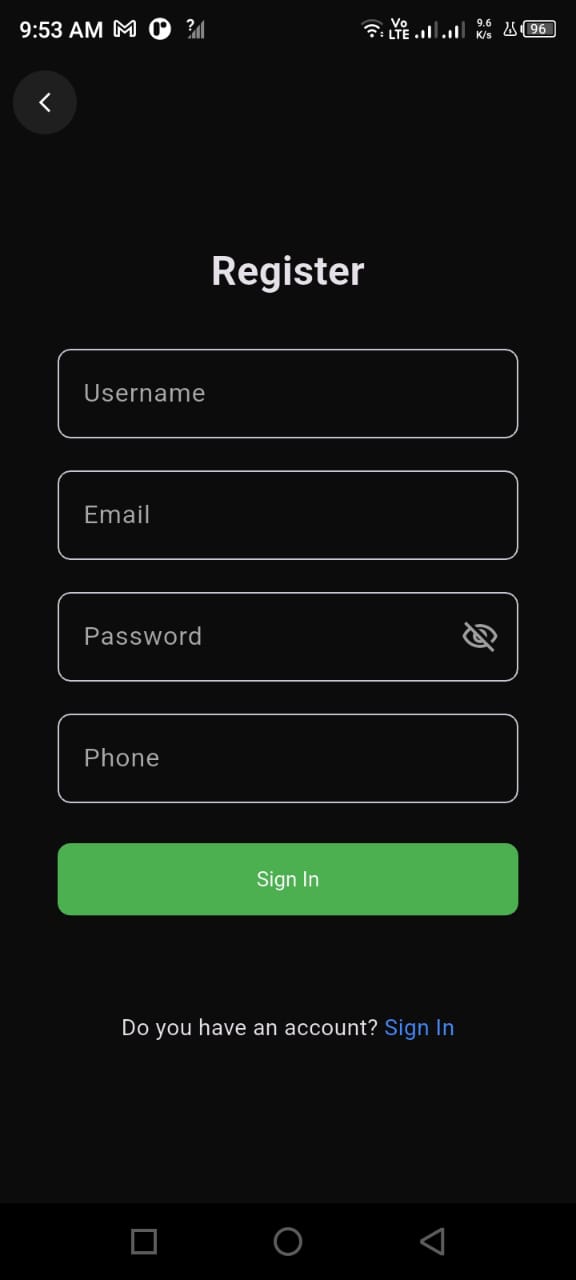 9:53 AM
Vo LTE
9.6 K/s
96
Register
Username
Email
Password
Phone
Sign In
Do you have an account? Sign In